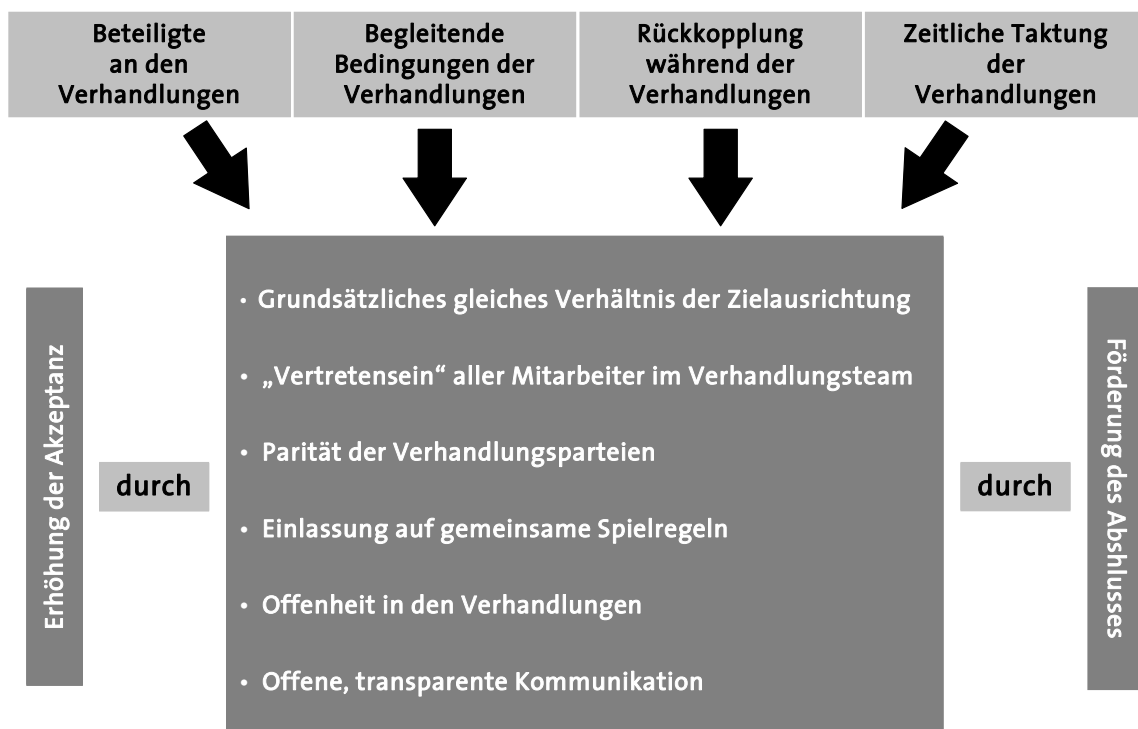 Beteiligte
an den
Verhandlungen
Begleitende
Bedingungen der
Verhandlungen
Rückkopplung
während der
Verhandlungen
Zeitliche Taktung
der
Verhandlungen
Erhöhung der Akzeptanz
durch
• Grundsätzliches gleiches Verhältnis der Zielausrichtung
• „Vertretensein“ aller Mitarbeiter im Verhandlungsteam
• Parität der Verhandlungsparteien
• Einlassung auf gemeinsame Spielregeln
• Offenheit in den Verhandlungen
• Offene, transparente Kommunikation
durch
Förderung des Abshlusses